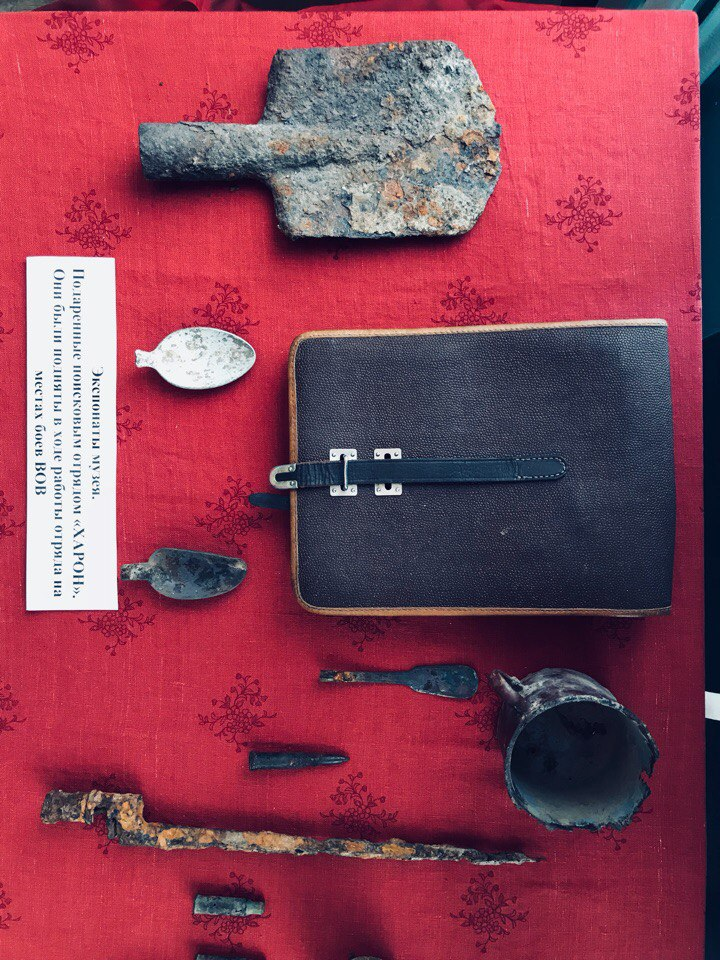 Экспонаты музея.
Подаренные поисковым отрядом «ХАРОН».
Они были подняты в ходе работы отряда на
местах боев ВОВ